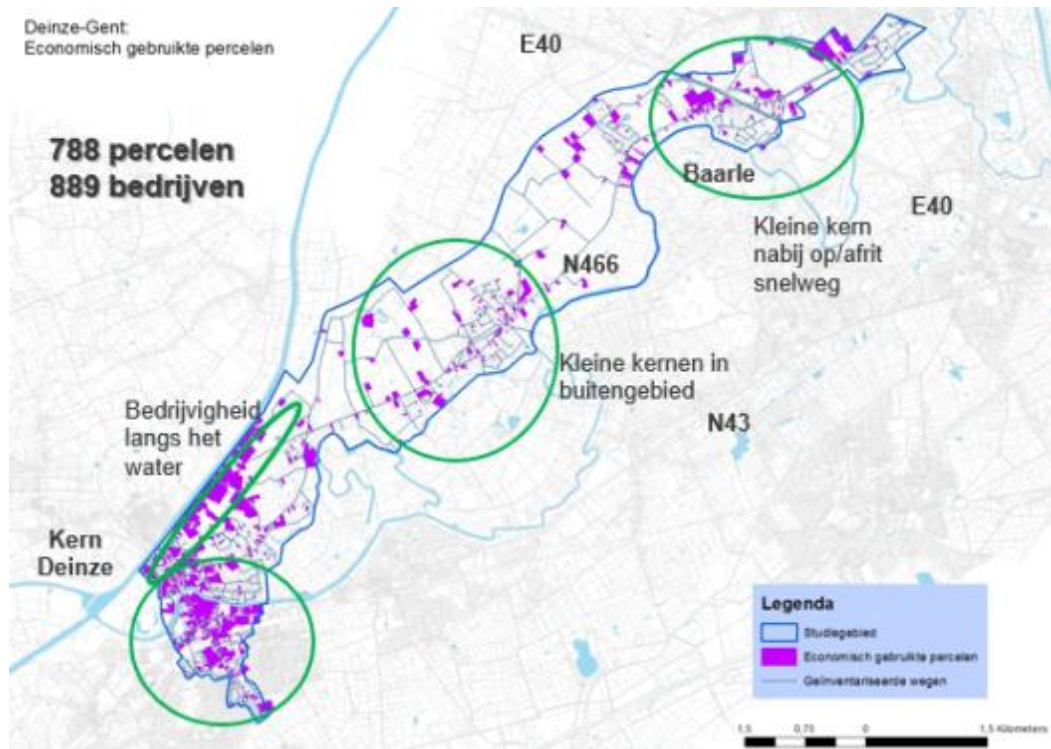 Deinze-Gent:
Economisch gebruikte percelen
E40
788 percelen
889 bedrijven
Baarle
E40
Kleine kern
nabij op/afrit
snelweg
N466
Kleine kernen in
buitengebied
N43
Bedrijvigheid
langs het
water
Kern
Deinze
Legenda
Studiegebied
Economisch gebruikte percelen
Geïnventariseerde wegen
1,5 0,75 0 1,5 Kilometers